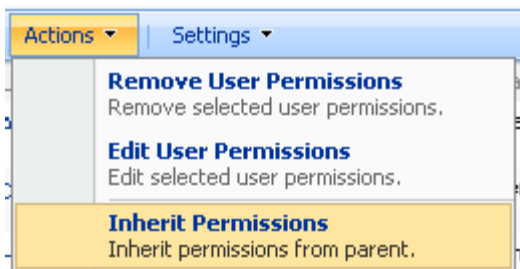 Actions Settings
Remove User Permissions
Remove selected user permissions.
Edit User Permissions
Edit selected user permissions.
Inherit Permissions
Inherit permissions from parent.